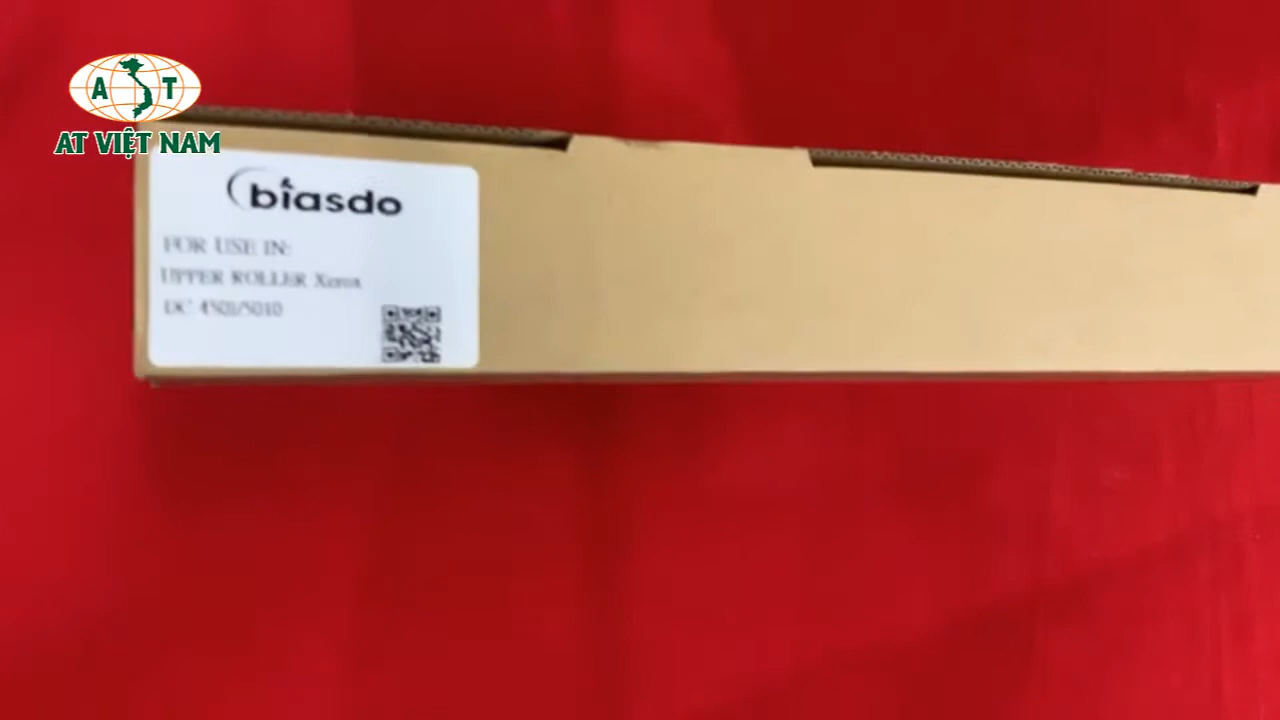 A T
AT VIỆT NAM
biasdo
FOR USE IN:
UPPER ROLLER Xerox
DC 4501/5010